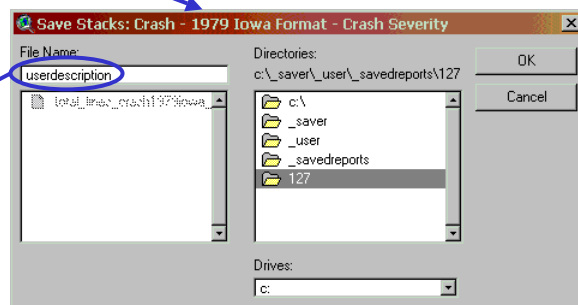 Save Stacks: Crash - 1979 Iowa Format - Crash Severity
File Name:
userdescription
Directories:
c:\_saver\_user\_savedreports\127
OK
Cancel
c:\
_saver
_user
_savedreports
127
Drives:
c: